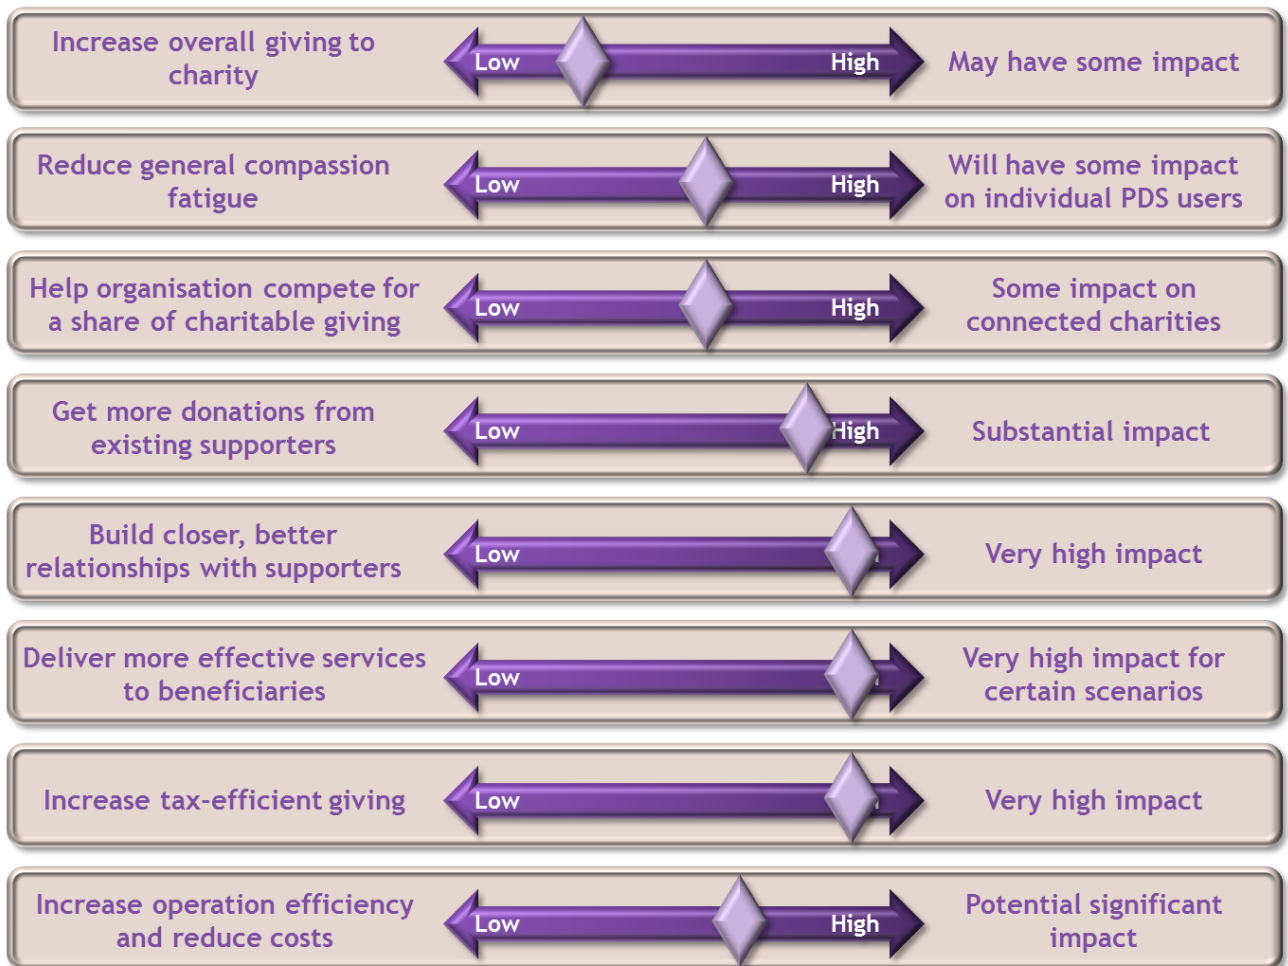 Increase overall giving to
charity
Low
High
May have some impact
Reduce general compassion
fatigue
Low
High
Will have some impact
on individual PDS users
Help organisation compete for
a share of charitable giving
Low
High
Some impact on
connected charities
Get more donations from
existing supporters
Low
High
Substantial impact
Build closer, better
relationships with supporters
Low
Very high impact
Deliver more effective services
to beneficiaries
Low
Very high impact for
certain scenarios
Increase tax-efficient giving
Low
Very high impact
Increase operation efficiency
and reduce costs
Low
High
Potential significant
impact